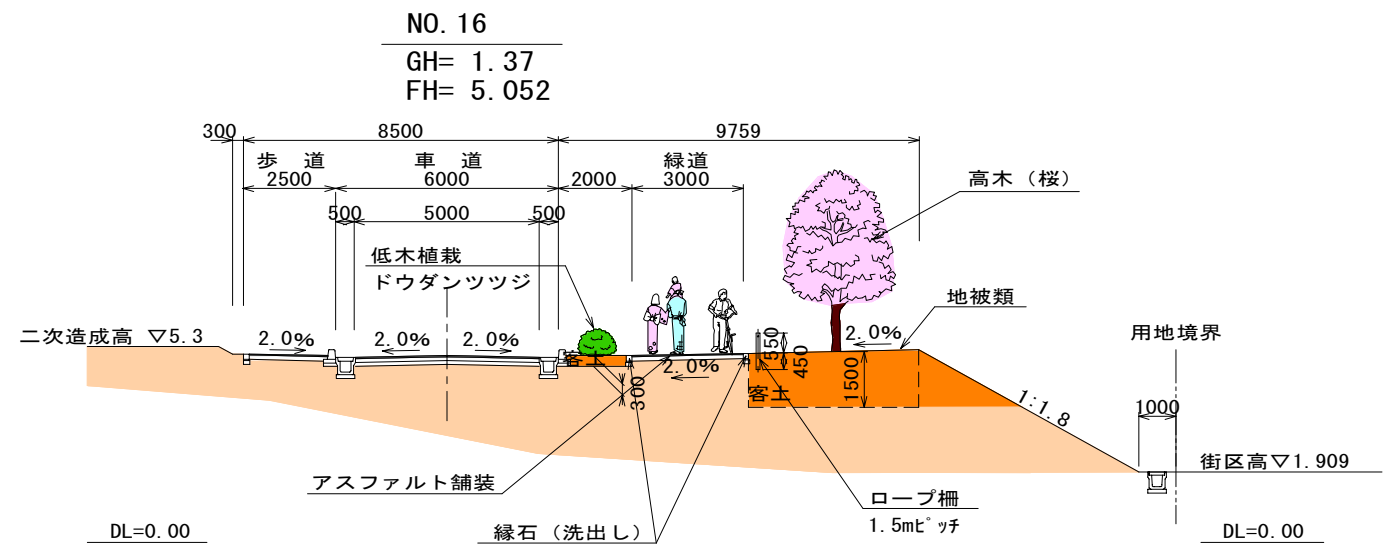 NO. 16
GH= 1.37
FH= 5.052
300
8500
9759
歩 道
車 道
緑道
2500
6000
2000
3000
高木（桜）
500
5000
500
低木植栽
ドウダンツツジ
地被類
二次造成高 ▽5.3
2.0%
2.0%
2.0%
2.0%
用地境界
550
450
客土
2.0%
300
1500
客土
1:1.8
1000
街区高▽1.909
アスファルト舗装
ロープ柵
1.5mピッチ
縁石（洗出し）
DL=0.00
DL=0.00